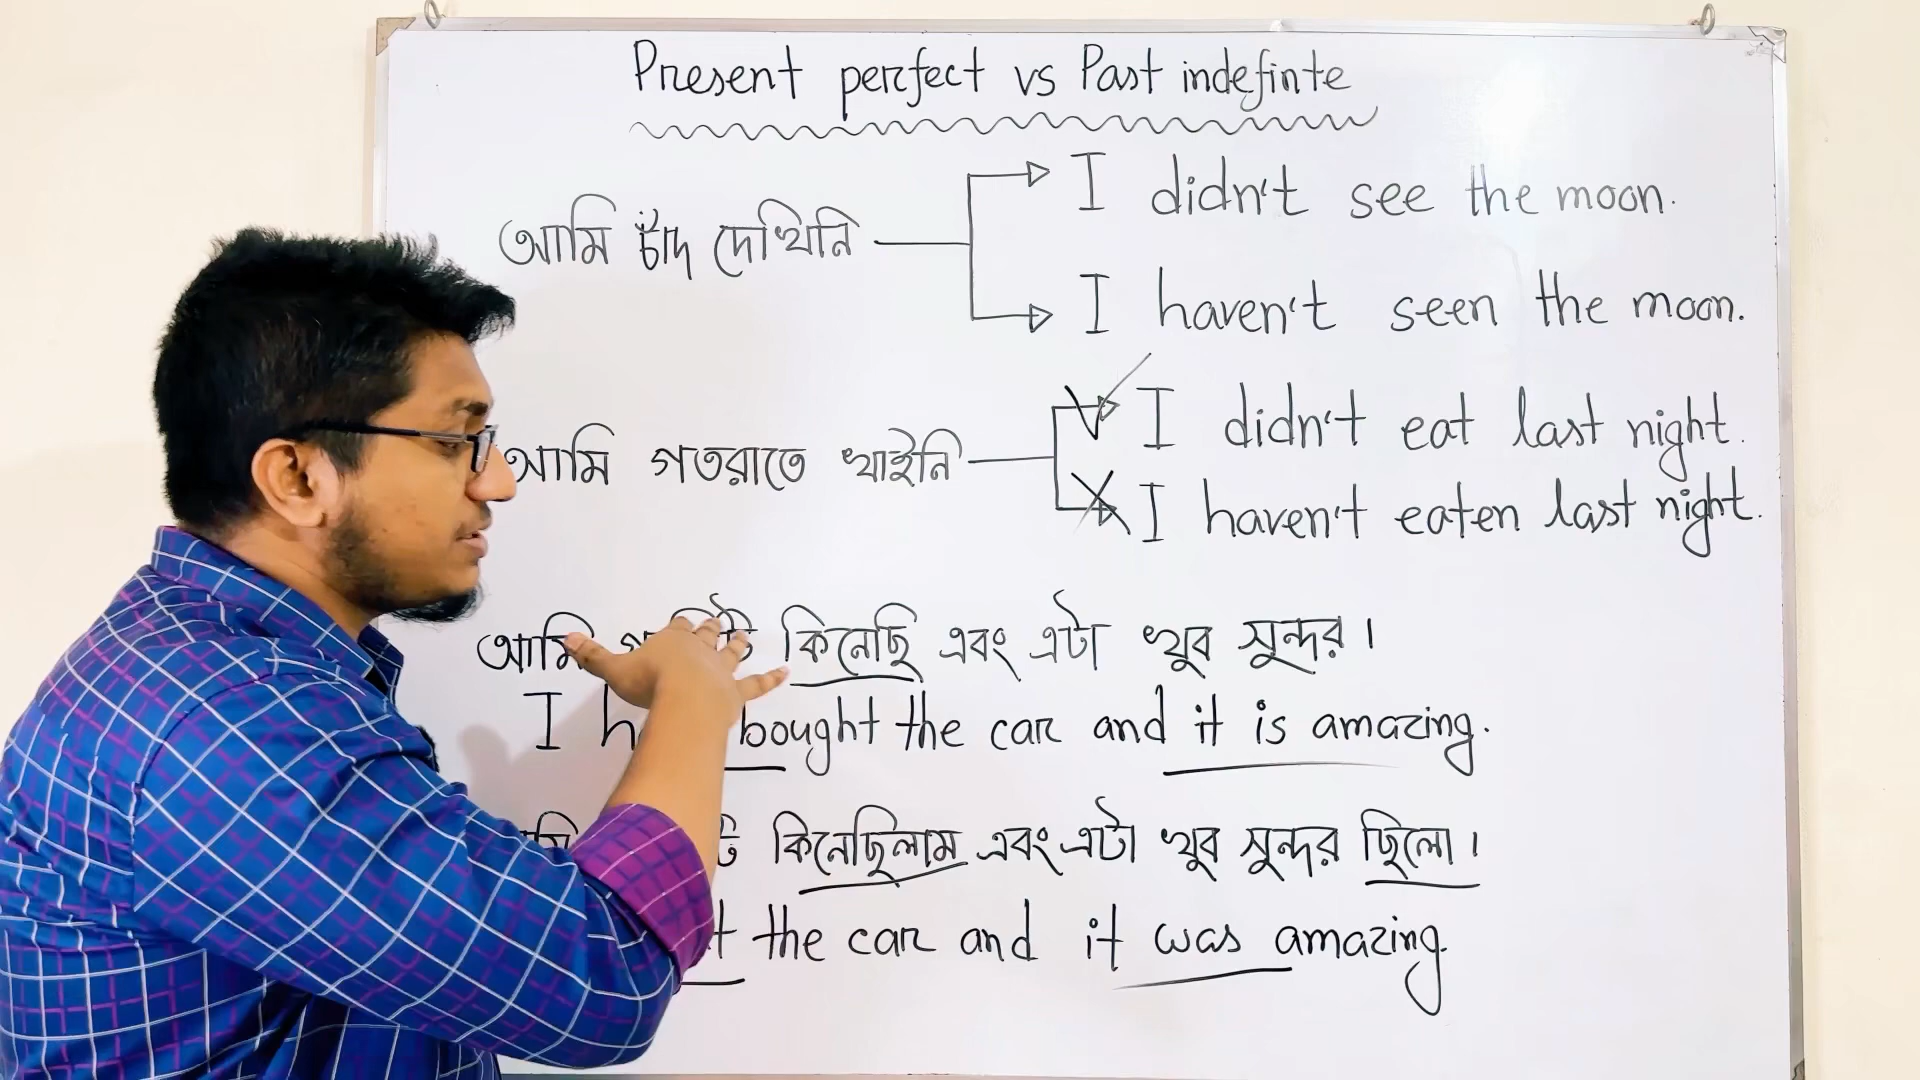 Present perfect vs Past indefinte
আমি চাঁদ দেখিনি
I didn't see the moon.
I haven't seen the moon.
আমি গতরাতে খাইনি
I didn't eat last night.
I haven't eaten last night.
আমি কিনেছি এবং এটা খুব সুন্দর।
I bought the car and it is amazing.
কিনেছিলাম এবং এটা খুব সুন্দর ছিলো।
the car and it was amazing.